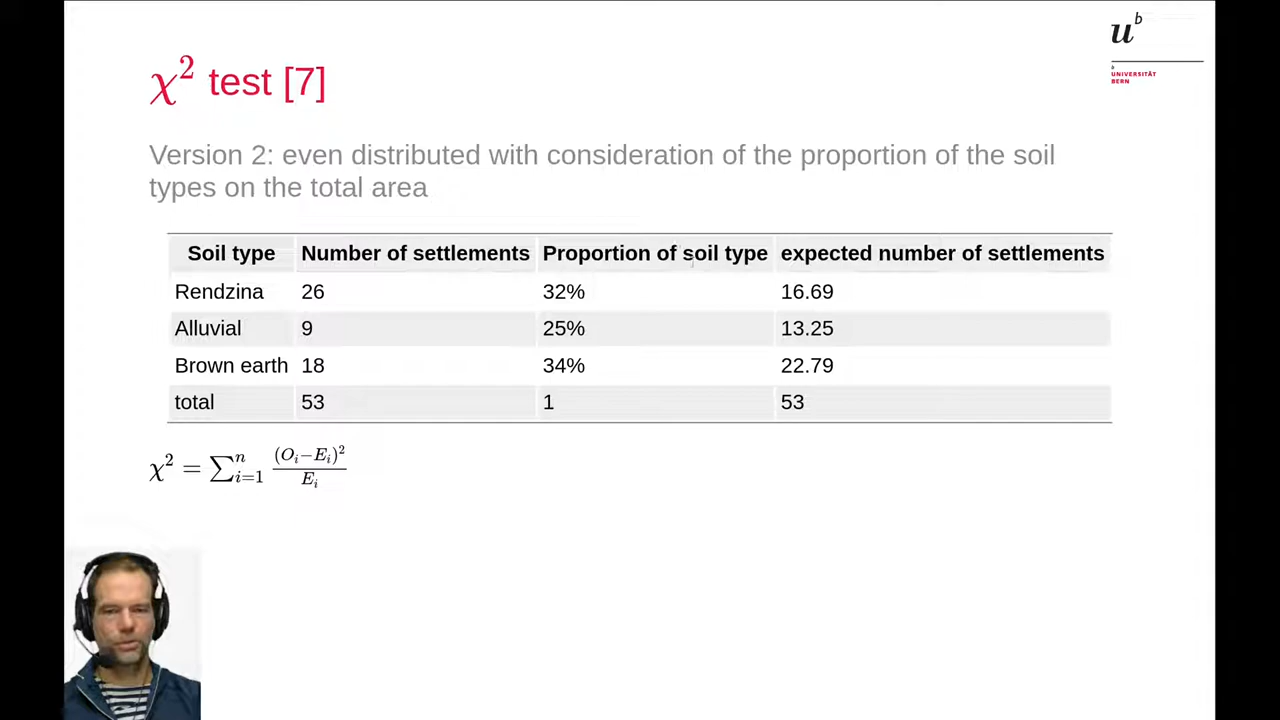 u^b
b
UNIVERSITÄT
BERN
χ² test [7]
Version 2: even distributed with consideration of the proportion of the soil
types on the total area
Soil type Number of settlements Proportion of soil type expected number of settlements
Rendzina 26 32% 16.69
Alluvial 9 25% 13.25
Brown earth 18 34% 22.79
total 53 1 53
χ² = ∑ⁿᵢ₌₁ (Oᵢ−Eᵢ)²/Eᵢ